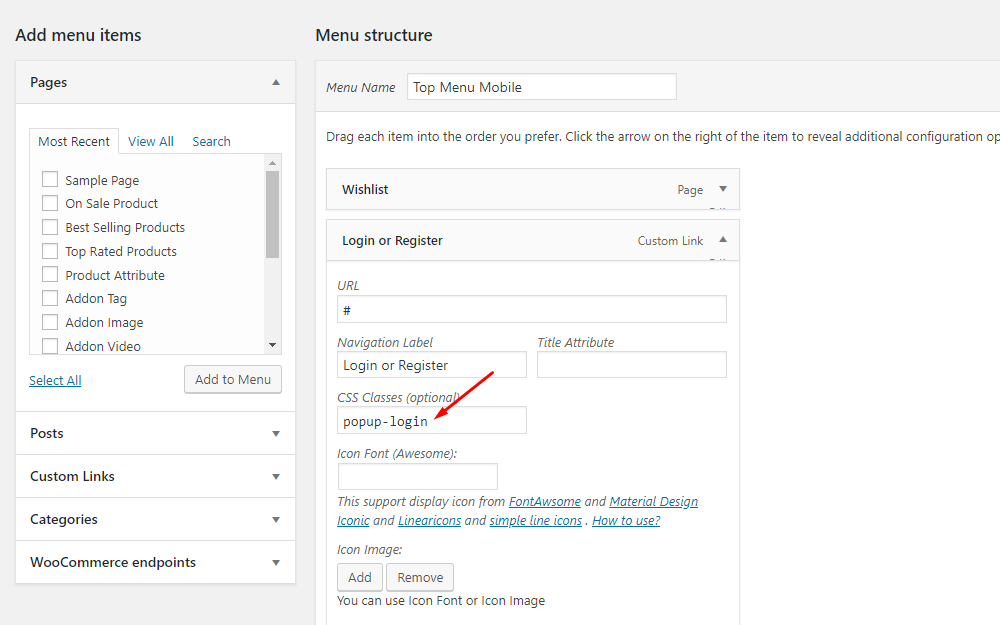 Add menu items
Pages
Most Recent View All Search
Sample Page
On Sale Product
Best Selling Products
Top Rated Products
Product Attribute
Addon Tag
Addon Image
Addon Video
Select All Add to Menu
Posts
Custom Links
Categories
WooCommerce endpoints
Menu structure
Menu Name Top Menu Mobile
Drag each item into the order you prefer. Click the arrow on the right of the item to reveal additional configuration op
Wishlist Page
Login or Register Custom Link
URL
#
Navigation Label Title Attribute
Login or Register
CSS Classes (optional)
popup-login
Icon Font (Awesome):
This support display icon from FontAwsome and Material Design
Iconic and Linearicons and simple line icons . How to use?
Icon Image:
Add Remove
You can use Icon Font or Icon Image